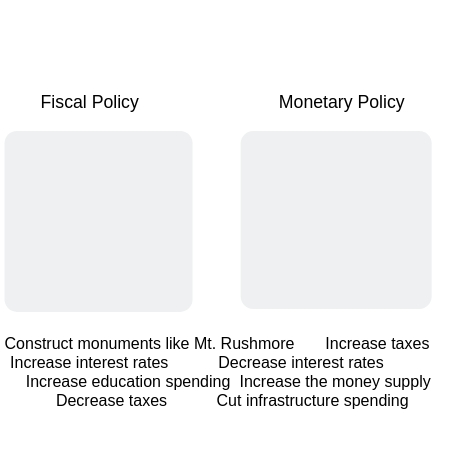 Fiscal Policy Monetary Policy
Construct monuments like Mt. Rushmore Increase taxes
Increase interest rates Decrease interest rates
Increase education spending Increase the money supply
Decrease taxes Cut infrastructure spending